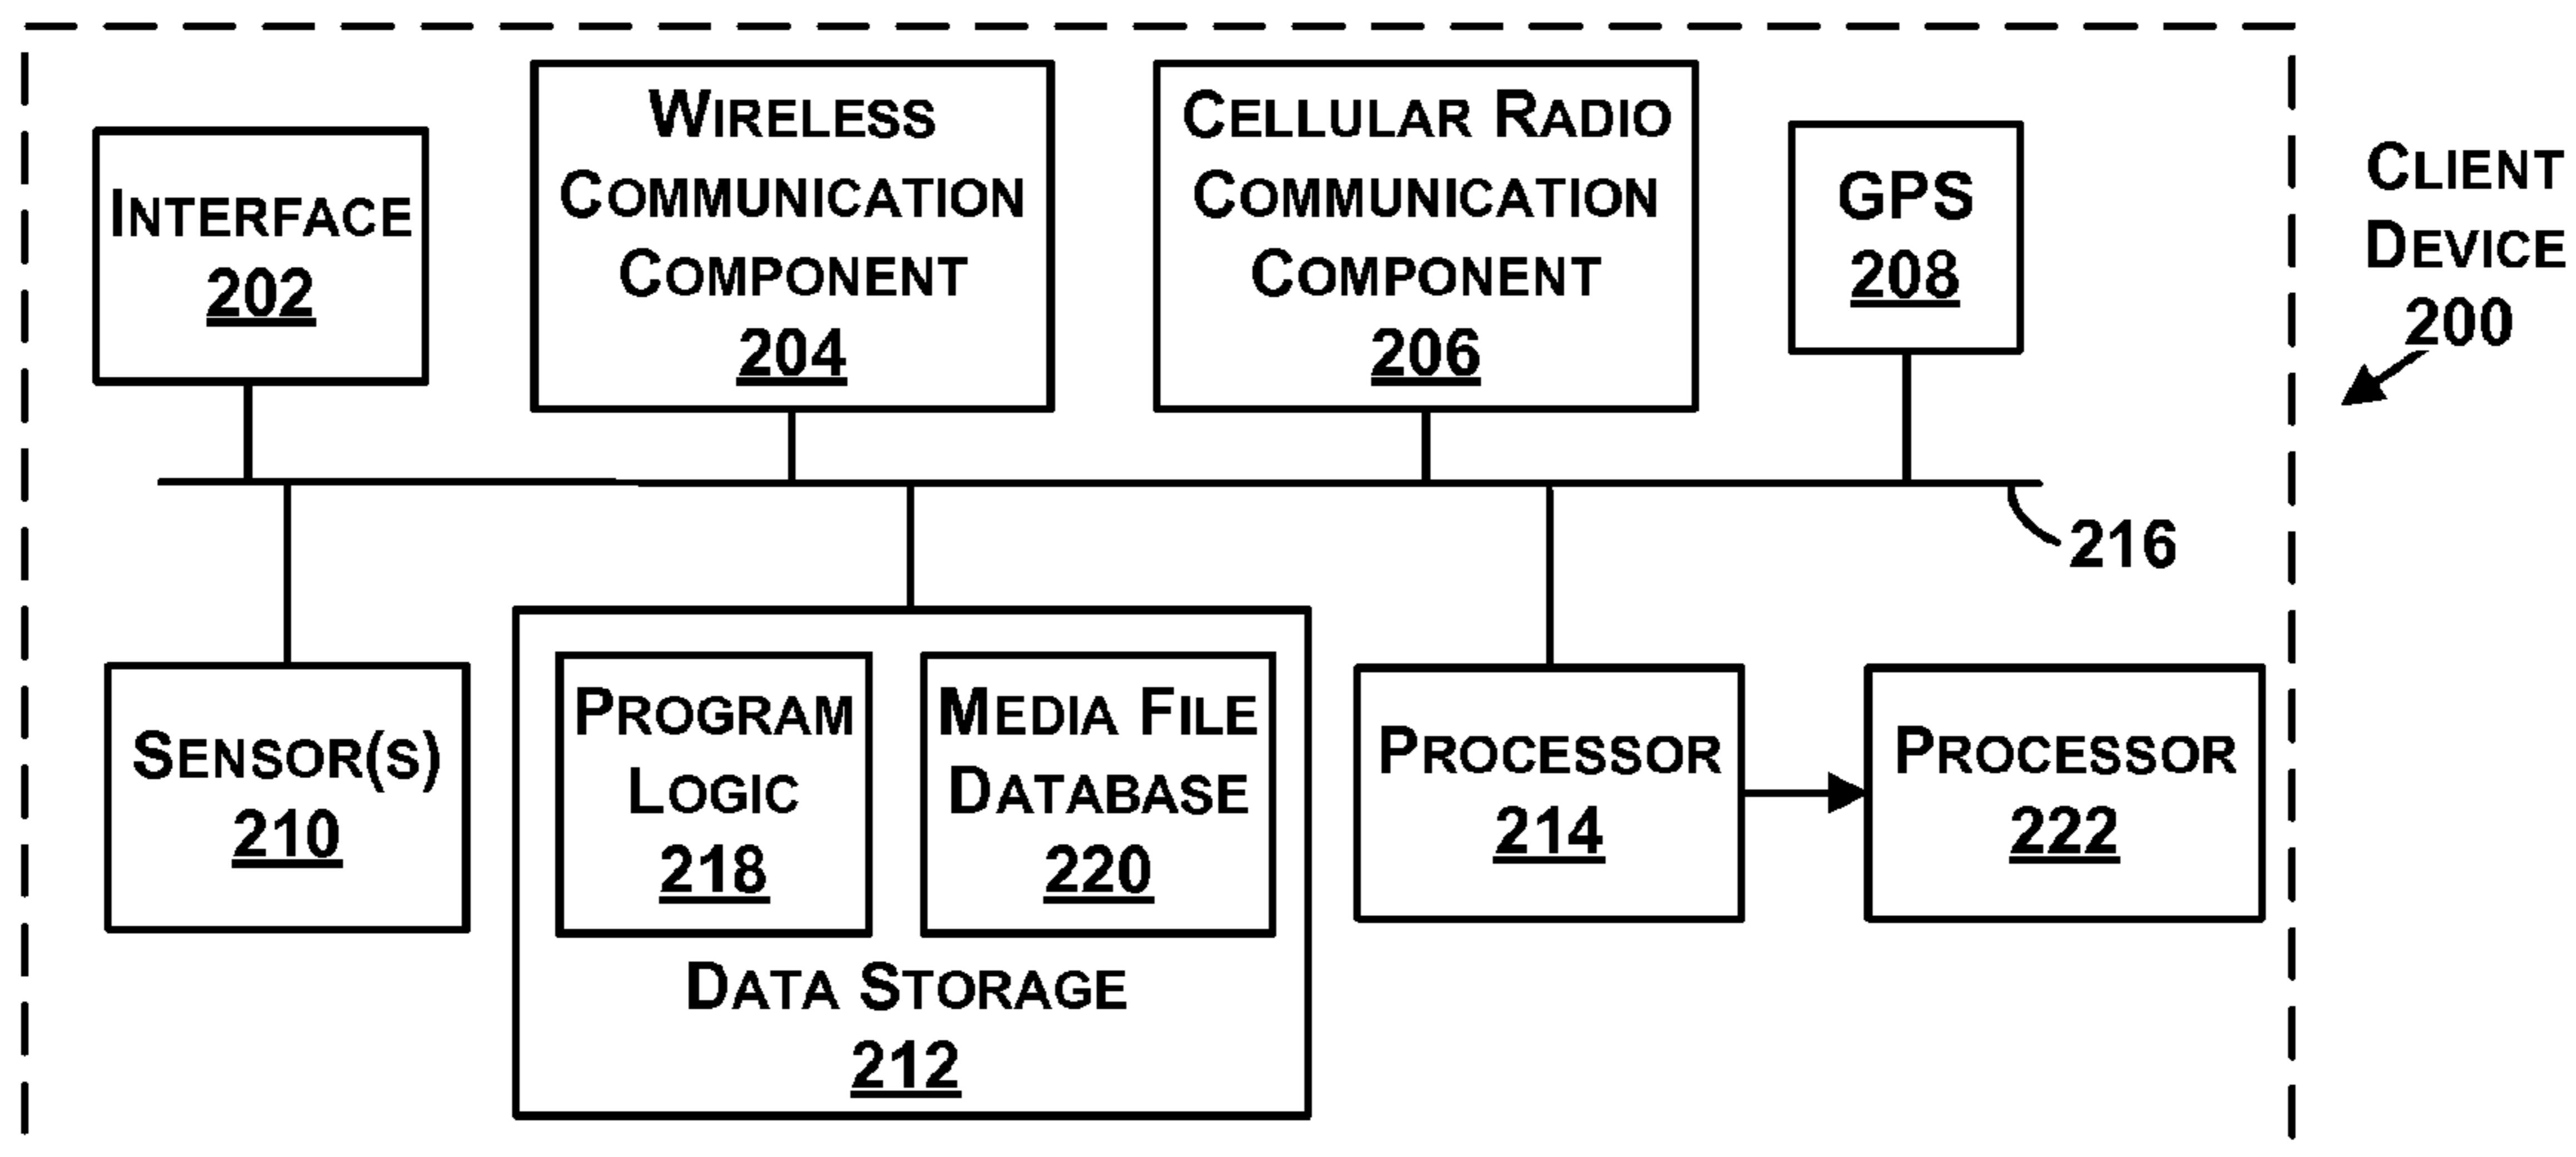 INTERFACE
202
WIRELESS
COMMUNICATION
COMPONENT
204
CELLULAR RADIO
COMMUNICATION
COMPONENT
206
GPS
208
CLIENT
DEVICE
200
216
SENSOR(S)
210
PROGRAM
LOGIC
218
MEDIA FILE
DATABASE
220
DATA STORAGE
212
PROCESSOR
214
PROCESSOR
222